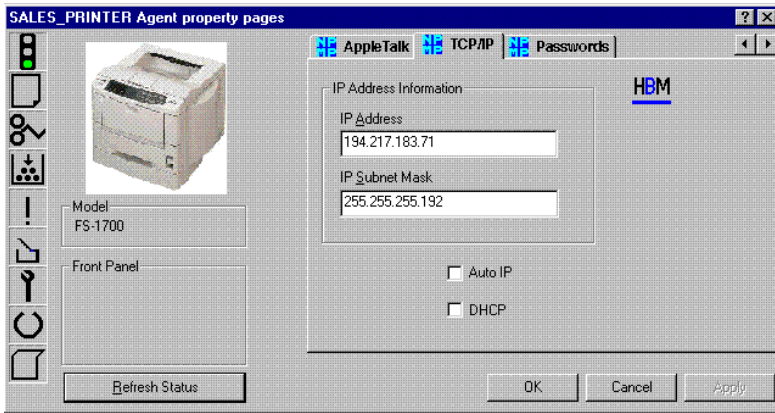 SALES_PRINTER Agent property pages
AppleTalk TCP/IP Passwords
IP Address Information
HBM
IP Address
194.217.183.71
IP Subnet Mask
255.255.255.192
Model
FS-1700
Front Panel
Auto IP
DHCP
Refresh Status OK Cancel Apply